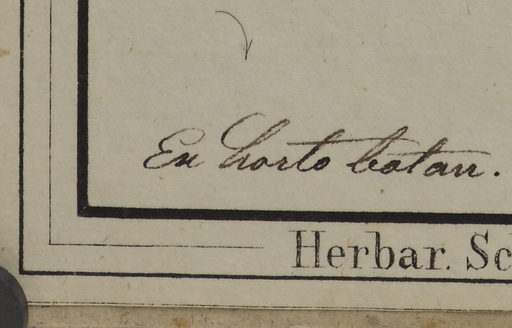 Ex horto botan.
Herbar. Sc